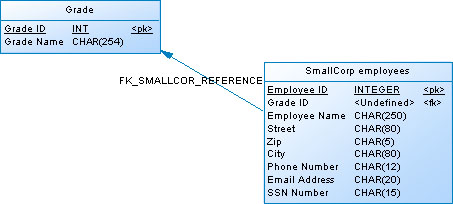 Grade
Grade ID INT <pk>
Grade Name CHAR(254)
FK_SMALLCOR_REFERENCE
SmallCorp employees
Employee ID INTEGER <pk>
Grade ID <Undefined> <fk>
Employee Name CHAR(250)
Street CHAR(80)
Zip CHAR(5)
City CHAR(80)
Phone Number CHAR(12)
Email Address CHAR(20)
SSN Number CHAR(15)